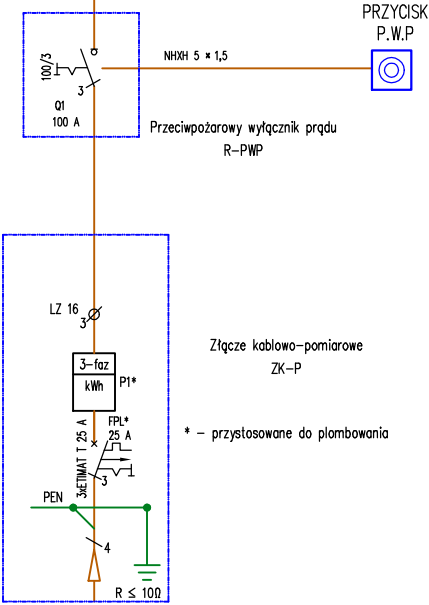 PRZYCISK
P.W.P
NHXH 5 × 1,5
100/3
3
Q1
100 A
Przeciwpożarowy wyłącznik prądu
R-PWP
LZ 16
3
Złącze kablowo-pomiarowe
ZK-P
3-faz
kWh
P1*
FPL*
25 A
3xETIMAT T 25 A
* - przystosowane do plombowania
3
PEN
4
R ≤ 10Ω